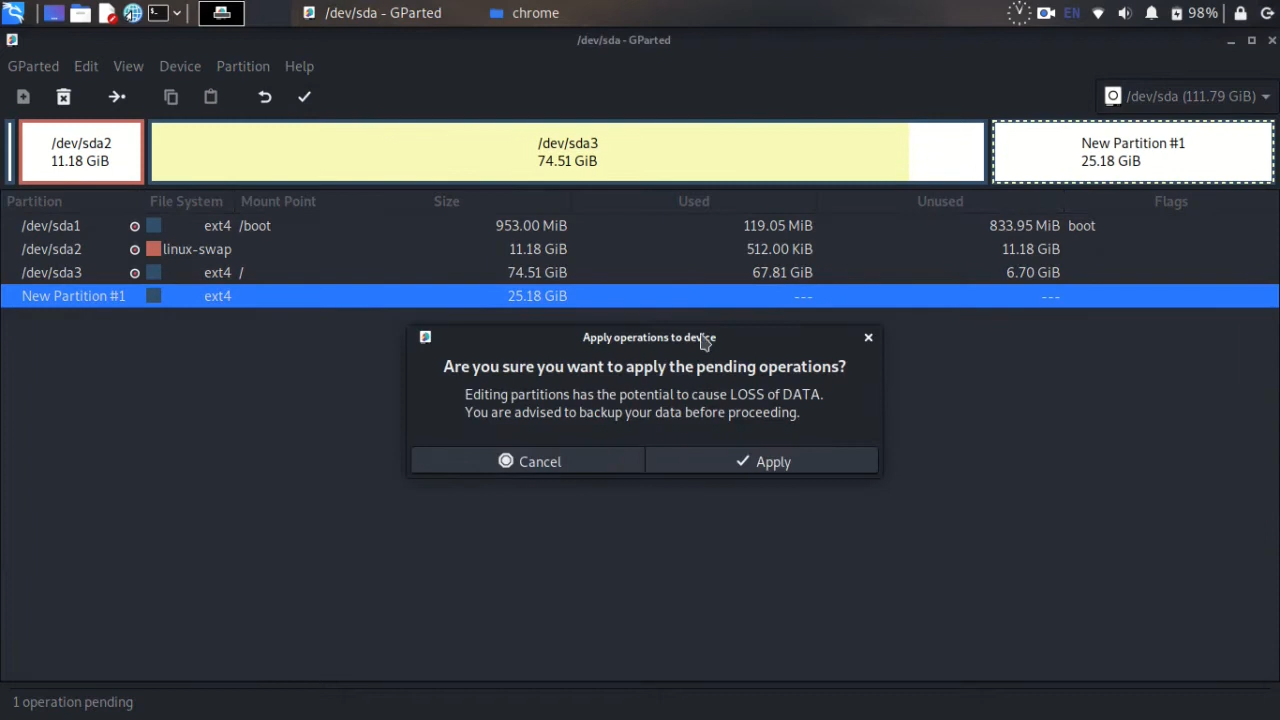 /dev/sda - GParted chrome EN 98%
/dev/sda - GParted
GParted Edit View Device Partition Help
/dev/sda (111.79 GiB)
/dev/sda2
11.18 GiB
/dev/sda3
74.51 GiB
New Partition #1
25.18 GiB
Partition File System Mount Point Size Used Unused Flags
/dev/sda1 ext4 /boot 953.00 MiB 119.05 MiB 833.95 MiB boot
/dev/sda2 linux-swap 11.18 GiB 512.00 KiB 11.18 GiB
/dev/sda3 ext4 / 74.51 GiB 67.81 GiB 6.70 GiB
New Partition #1 ext4 25.18 GiB --- ---
Apply operations to device
Are you sure you want to apply the pending operations?
Editing partitions has the potential to cause LOSS of DATA.
You are advised to backup your data before proceeding.
Cancel Apply
1 operation pending